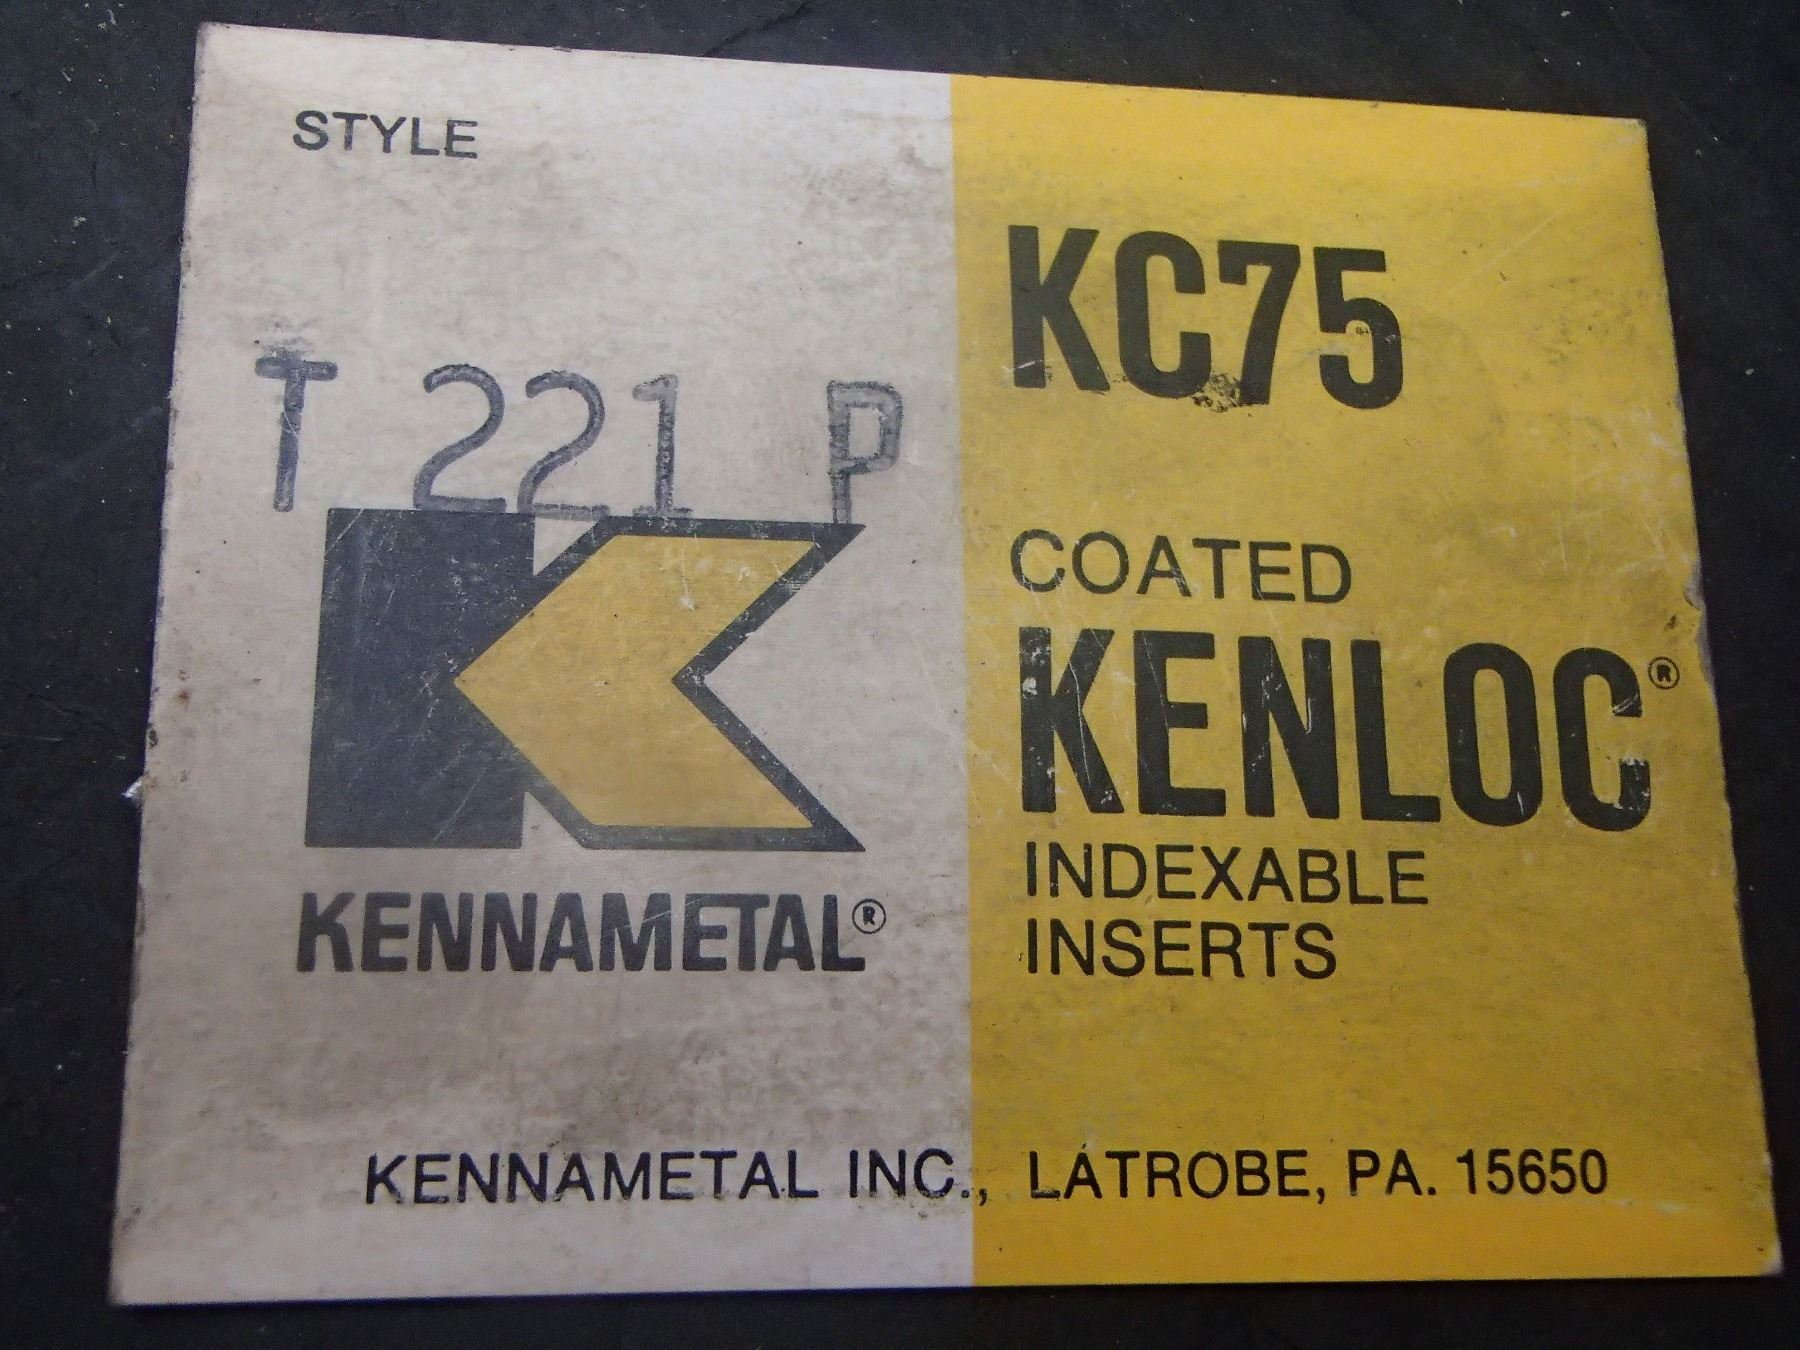 STYLE
T 221 P
KENNAMETAL®
KC75
COATED
KENLOC®
INDEXABLE
INSERTS
KENNAMETAL INC., LATROBE, PA. 15650